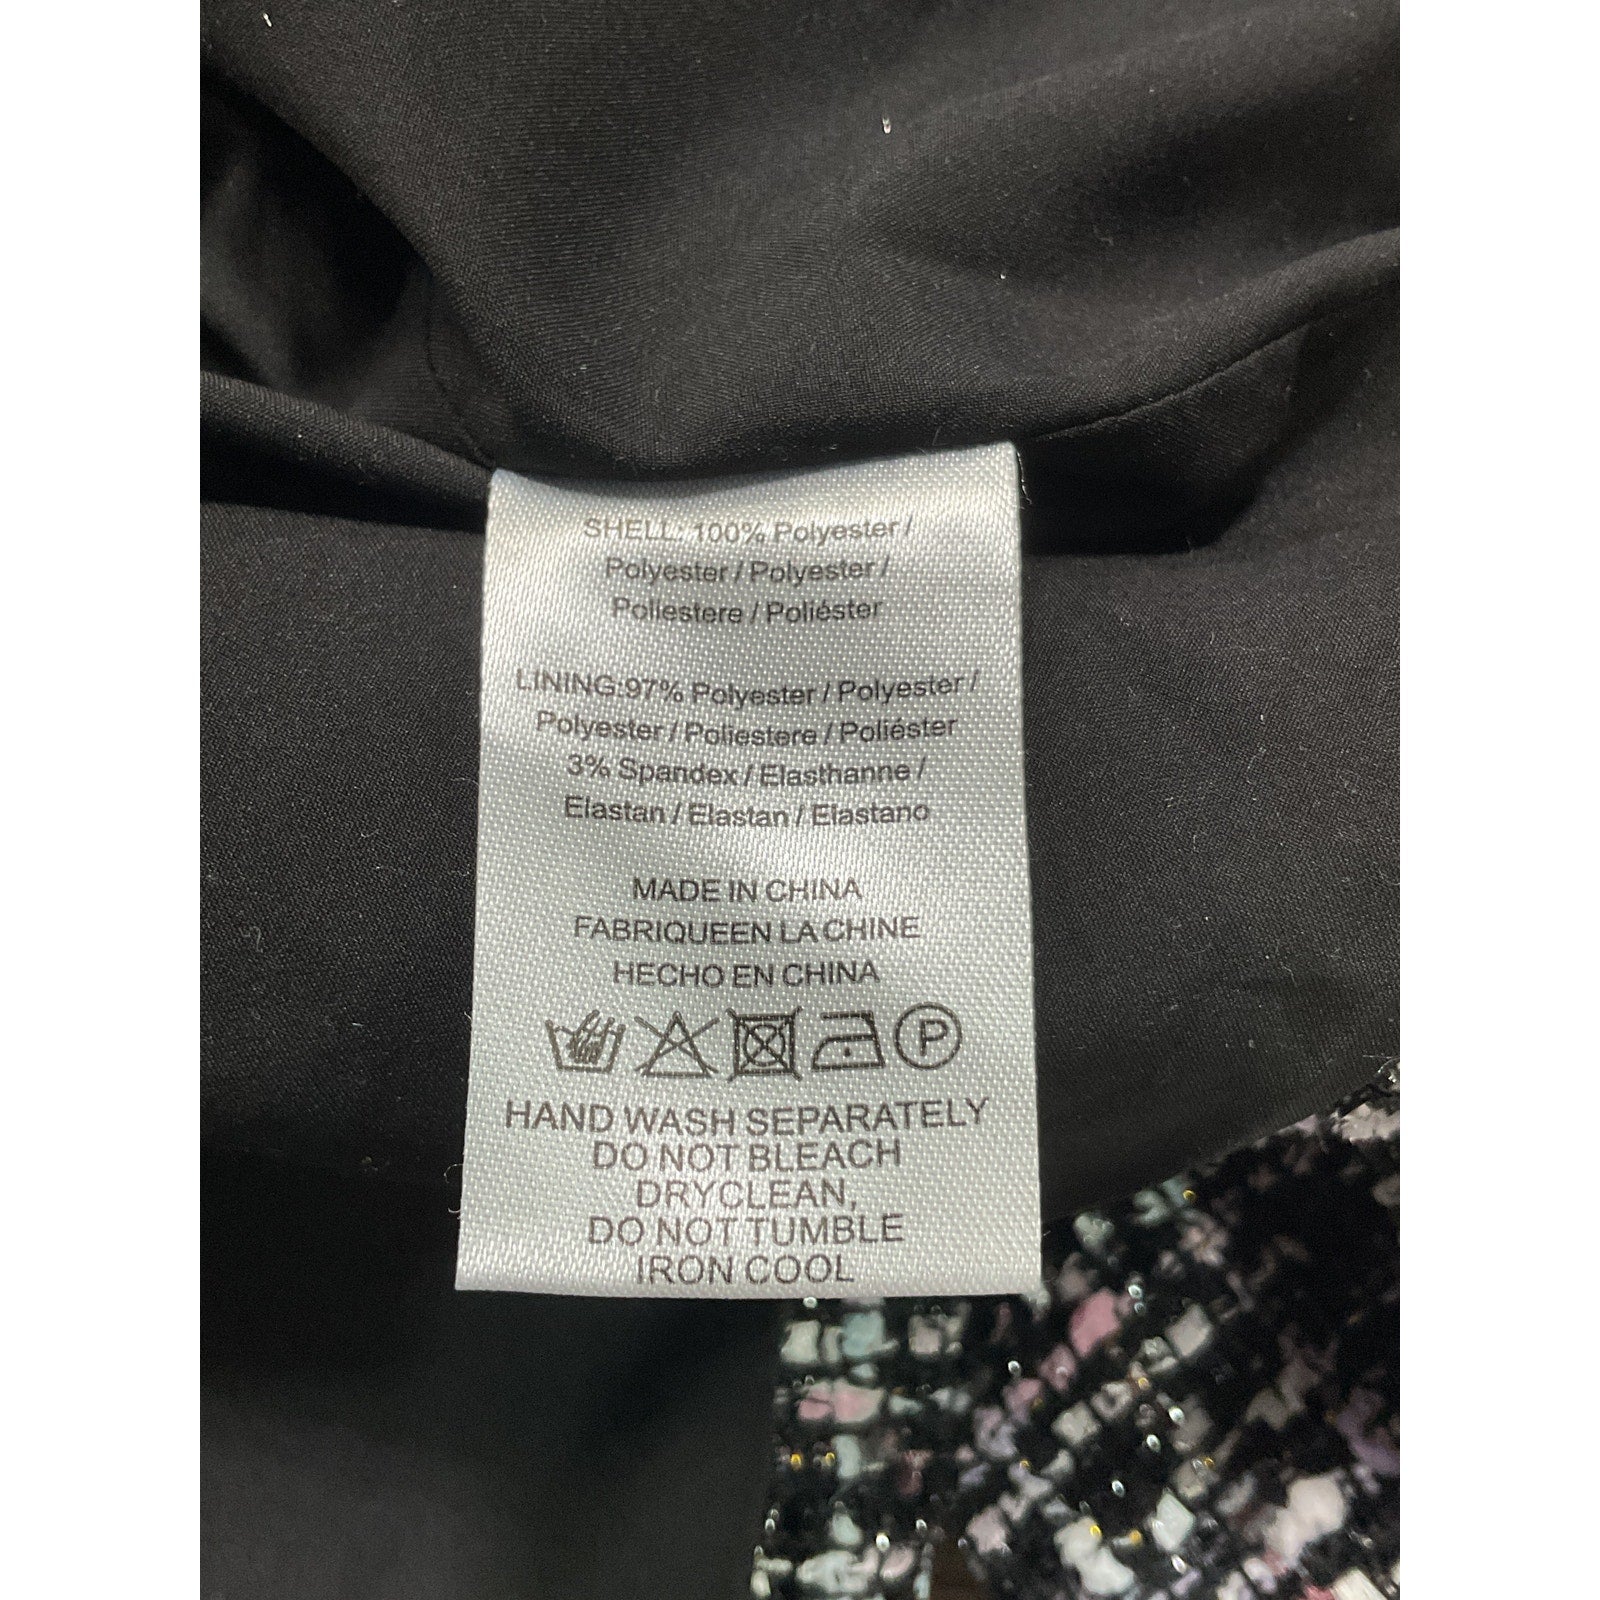 SHELL: 100% Polyester /
Polyester / Polyester /
Poliestere / Poliéster
LINING:97% Polyester / Polyester /
Polyester / Poliestere / Poliéster
3% Spandex / Elasthanne /
Elastan / Elastan / Elastano
MADE IN CHINA
FABRIQUEEN LA CHINE
HECHO EN CHINA
P
HAND WASH SEPARATELY
DO NOT BLEACH
DRYCLEAN,
DO NOT TUMBLE
IRON COOL